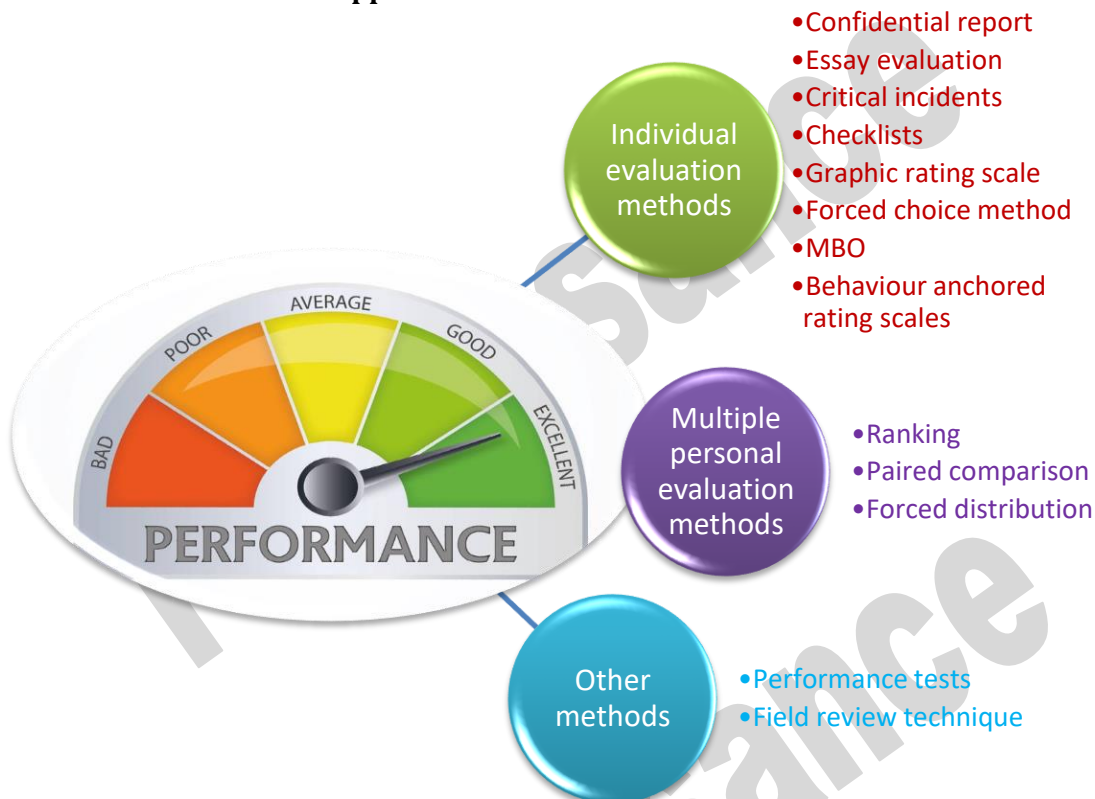 •Confidential report
•Essay evaluation
•Critical incidents
•Checklists
•Graphic rating scale
•Forced choice method
•MBO
•Behaviour anchored
rating scales
Individual
evaluation
methods
BAD
POOR
AVERAGE
GOOD
EXCELLENT
PERFORMANCE
Multiple
personal
evaluation
methods
•Ranking
•Paired comparison
•Forced distribution
Other
methods
•Performance tests
•Field review technique